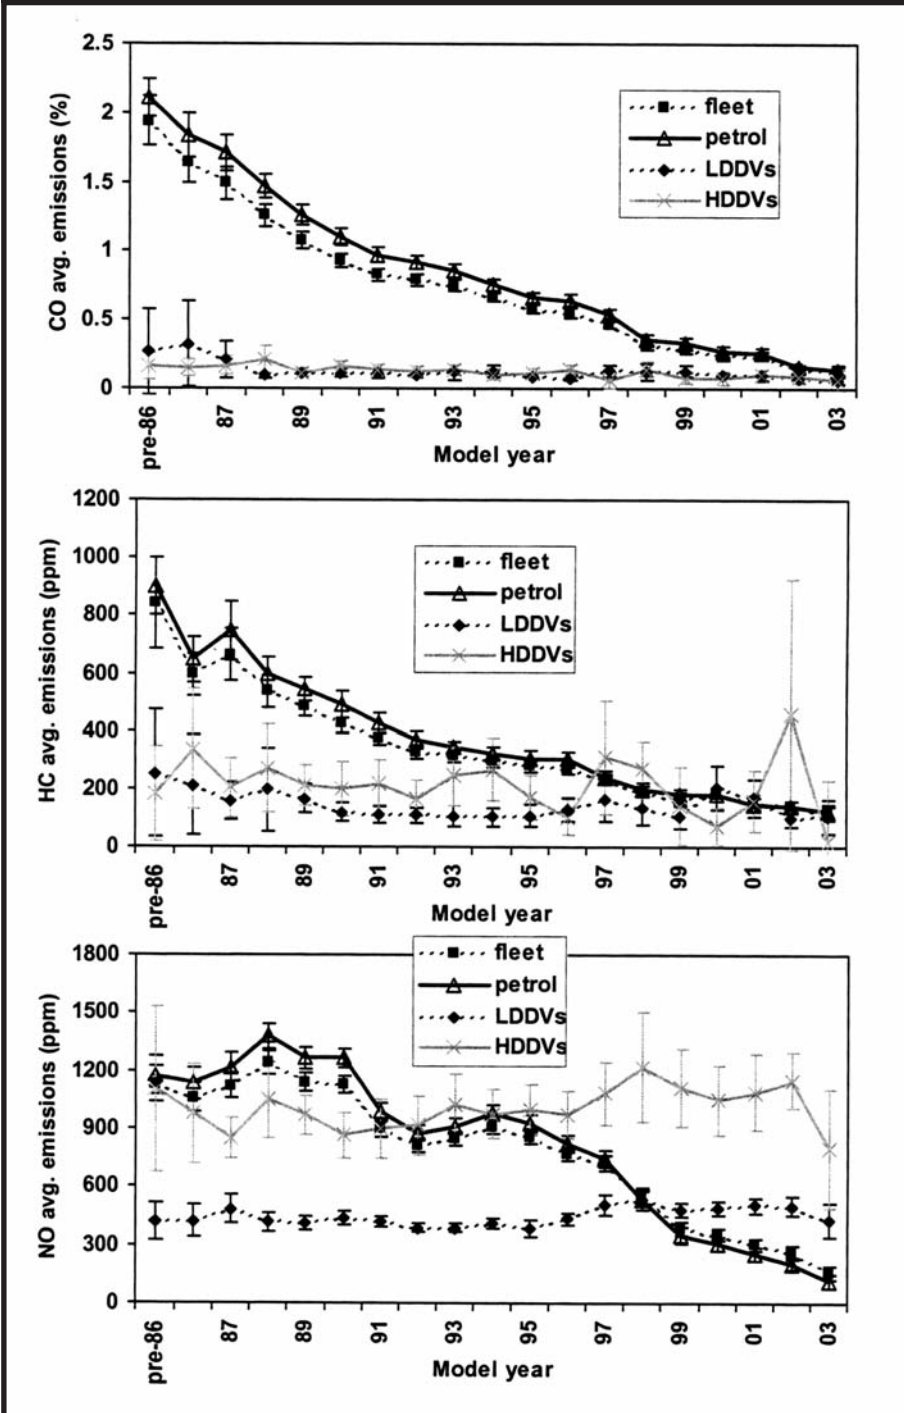 2.5
2
1.5
1
0.5
0
CO avg. emissions (%)
fleet
petrol
LDDVs
HDDVs
pre-86
87
89
91
93
95
97
99
01
03
Model year
1200
1000
800
600
400
200
0
HC avg. emissions (ppm)
fleet
petrol
LDDVs
HDDVs
pre-86
87
89
91
93
95
97
99
01
03
Model year
1800
1500
1200
900
600
300
0
NO avg. emissions (ppm)
fleet
petrol
LDDVs
HDDVs
pre-86
87
89
91
93
95
97
99
01
03
Model year